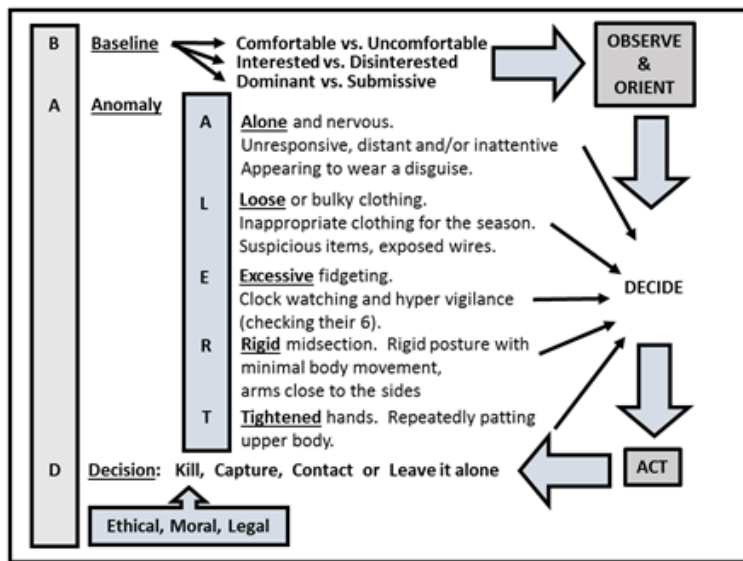 B Baseline Comfortable vs. Uncomfortable
Interested vs. Disinterested
Dominant vs. Submissive
OBSERVE
&
ORIENT
A Anomaly
A Alone and nervous.
Unresponsive, distant and/or inattentive
Appearing to wear a disguise.
L Loose or bulky clothing.
Inappropriate clothing for the season.
Suspicious items, exposed wires.
E Excessive fidgeting.
Clock watching and hyper vigilance
(checking their 6).
R Rigid midsection. Rigid posture with
minimal body movement,
arms close to the sides
T Tightened hands. Repeatedly patting
upper body.
DECIDE
ACT
D Decision: Kill, Capture, Contact or Leave it alone
Ethical, Moral, Legal